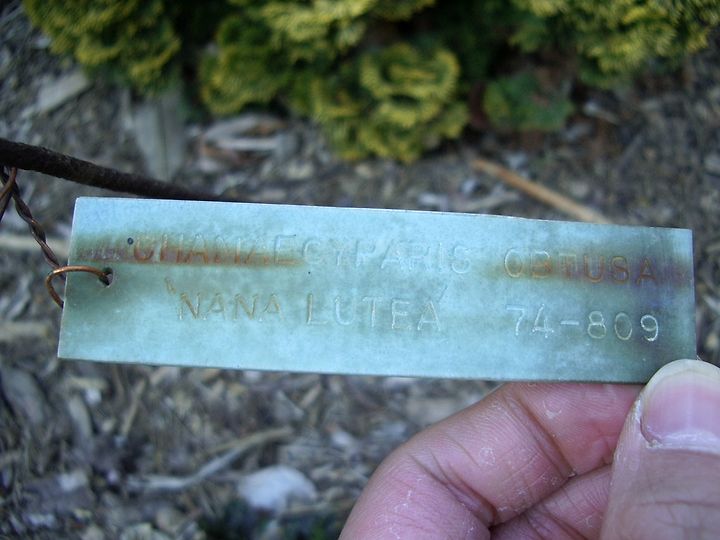 CHAMAECYPARIS OBTUSA
'NANA LUTEA' 74-809